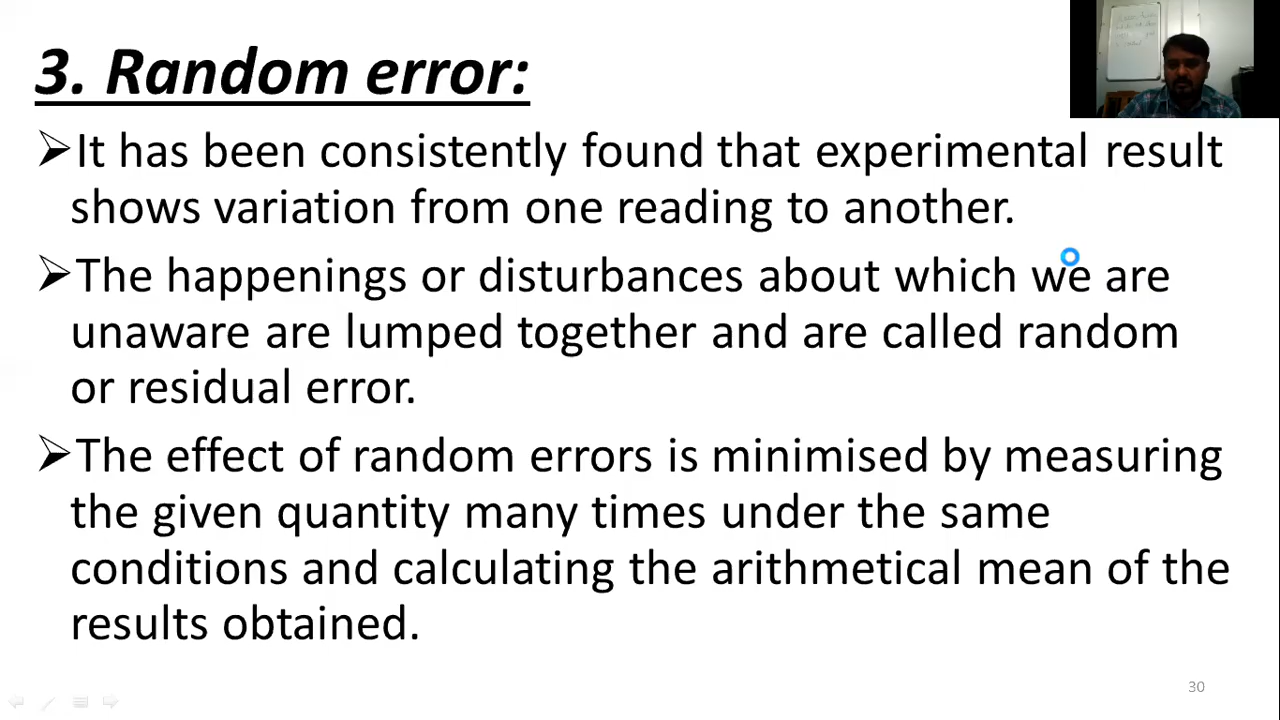 3. Random error:
➢It has been consistently found that experimental result
shows variation from one reading to another.
➢The happenings or disturbances about which we are
unaware are lumped together and are called random
or residual error.
➢The effect of random errors is minimised by measuring
the given quantity many times under the same
conditions and calculating the arithmetical mean of the
results obtained.
30